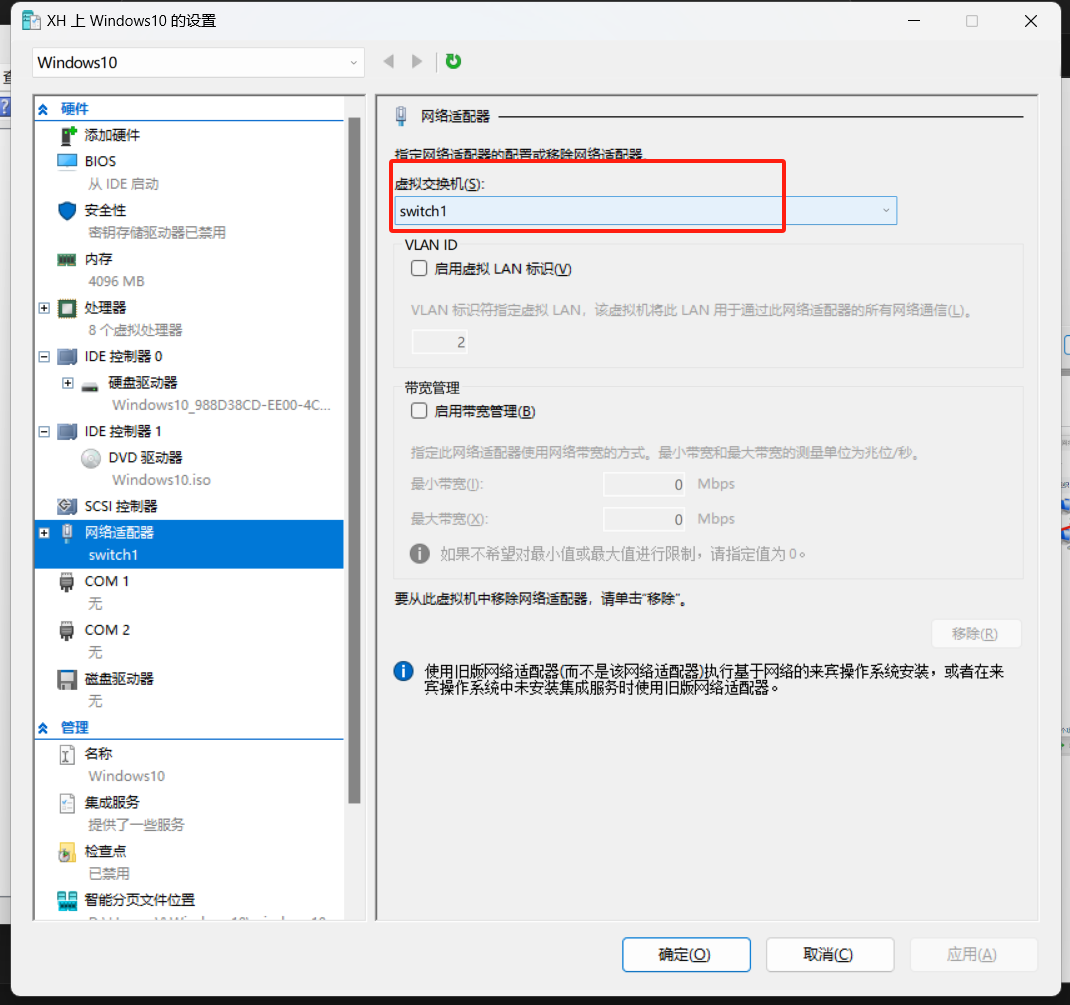 XH 上 Windows10 的设置
Windows10
硬件
添加硬件
BIOS
从 IDE 启动
安全性
密钥存储驱动器已禁用
内存
4096 MB
处理器
8 个虚拟处理器
IDE 控制器 0
硬盘驱动器
Windows10_988D38CD-EE00-4C...
IDE 控制器 1
DVD 驱动器
Windows10.iso
SCSI 控制器
网络适配器
switch1
COM 1
无
COM 2
无
磁盘驱动器
无
管理
名称
Windows10
集成服务
提供了一些服务
检查点
已禁用
智能分页文件位置
网络适配器
指定网络适配器的配置或移除网络适配器。
虚拟交换机(S):
switch1
VLAN ID
启用虚拟 LAN 标识(V)
VLAN 标识符指定虚拟 LAN，该虚拟机将此 LAN 用于通过此网络适配器的所有网络通信(L)。
2
带宽管理
启用带宽管理(B)
指定此网络适配器使用网络带宽的方式。最小带宽和最大带宽的测量单位为兆位/秒。
最小带宽(I): 0 Mbps
最大带宽(X): 0 Mbps
如果不希望对最小值或最大值进行限制，请指定值为 0。
要从此虚拟机中移除网络适配器，请单击“移除”。
移除(R)
使用旧版网络适配器(而不是该网络适配器)执行基于网络的来宾操作系统安装，或者在来
宾操作系统中未安装集成服务时使用旧版网络适配器。
确定(O) 取消(C) 应用(A)